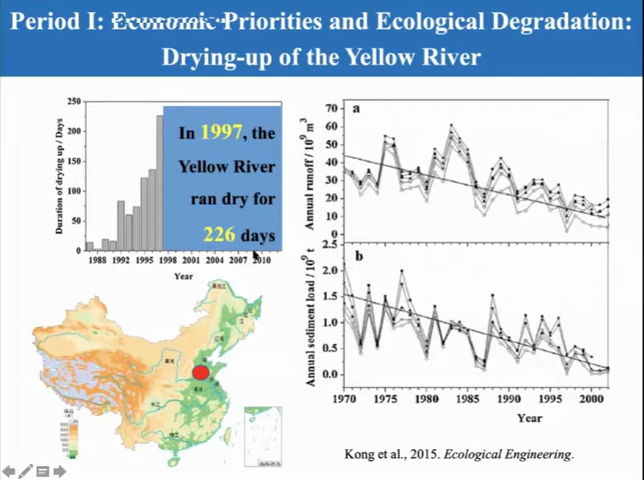 Period I: Economic Priorities and Ecological Degradation:
Drying-up of the Yellow River
250
200
150
100
50
0
Duration of drying up / Days
1989 1992 1995 1998 2001 2004 2007 2010
Year
In 1997, the
Yellow River
ran dry for
226 days
a
70
60
50
40
30
20
10
0
Annual runoff / 10⁹ m³
b
2.5
2.0
1.5
1.0
0.5
0.0
Annual sediment load / 10⁹ t
1970 1975 1980 1985 1990 1995 2000
Year
Kong et al., 2015. Ecological Engineering.